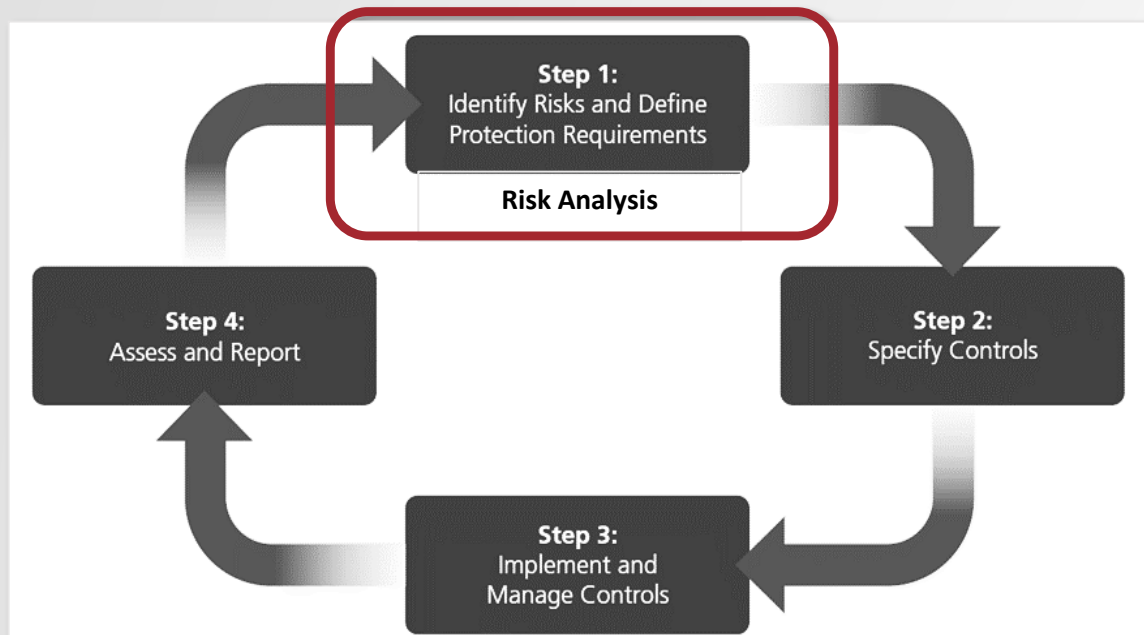 Step 1:
Identify Risks and Define
Protection Requirements
Risk Analysis
Step 2:
Specify Controls
Step 3:
Implement and
Manage Controls
Step 4:
Assess and Report